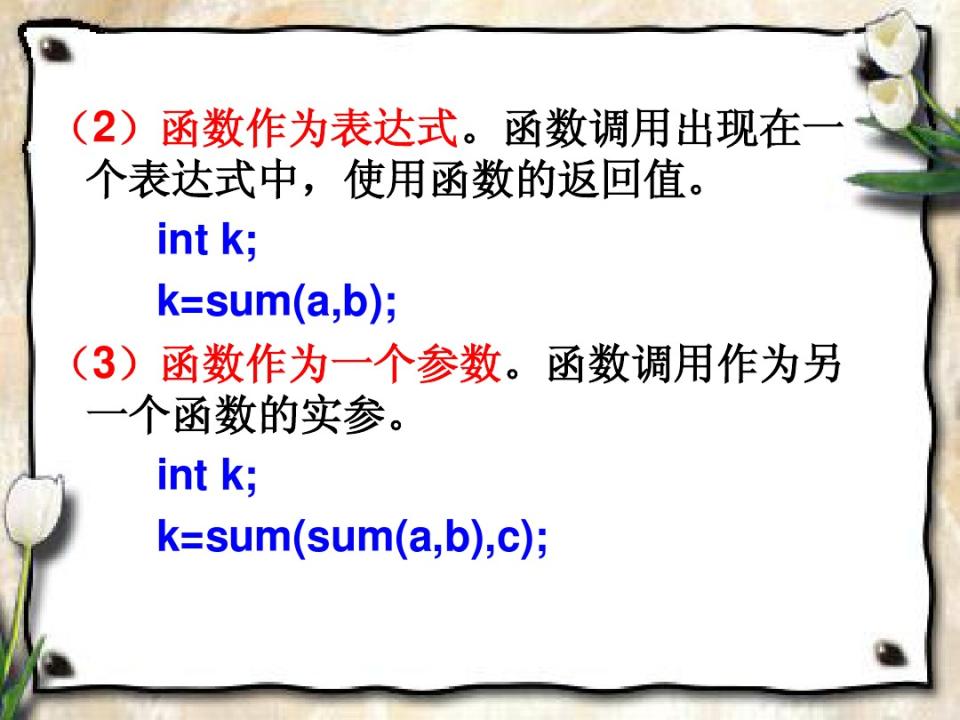 （2）函数作为表达式。函数调用出现在一
个表达式中，使用函数的返回值。
int k;
k=sum(a,b);
（3）函数作为一个参数。函数调用作为另
一个函数的实参。
int k;
k=sum(sum(a,b),c);